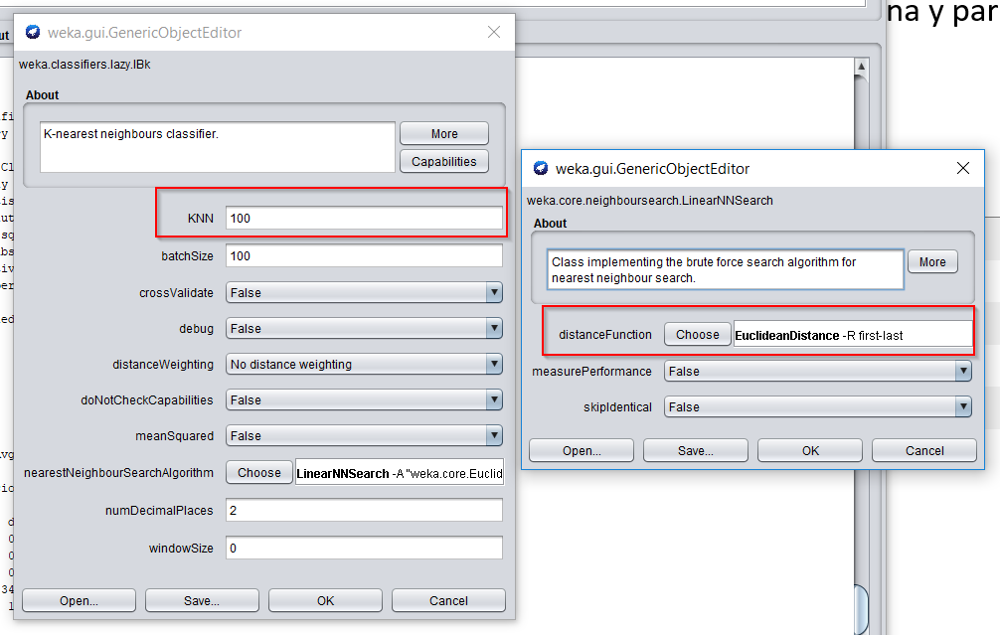 na y par
ut
weka.gui.GenericObjectEditor
weka.classifiers.lazy.IBk
About
K-nearest neighbours classifier.
More
Capabilities
KNN 100
batchSize 100
crossValidate False
debug False
distanceWeighting No distance weighting
doNotCheckCapabilities False
meanSquared False
nearestNeighbourSearchAlgorithm Choose LinearNNSearch -A "weka.core.Euclid
numDecimalPlaces 2
windowSize 0
Open... Save... OK Cancel
weka.gui.GenericObjectEditor
weka.core.neighboursearch.LinearNNSearch
About
Class implementing the brute force search algorithm for
nearest neighbour search.
More
distanceFunction Choose EuclideanDistance -R first-last
measurePerformance False
skipIdentical False
Open... Save... OK Cancel